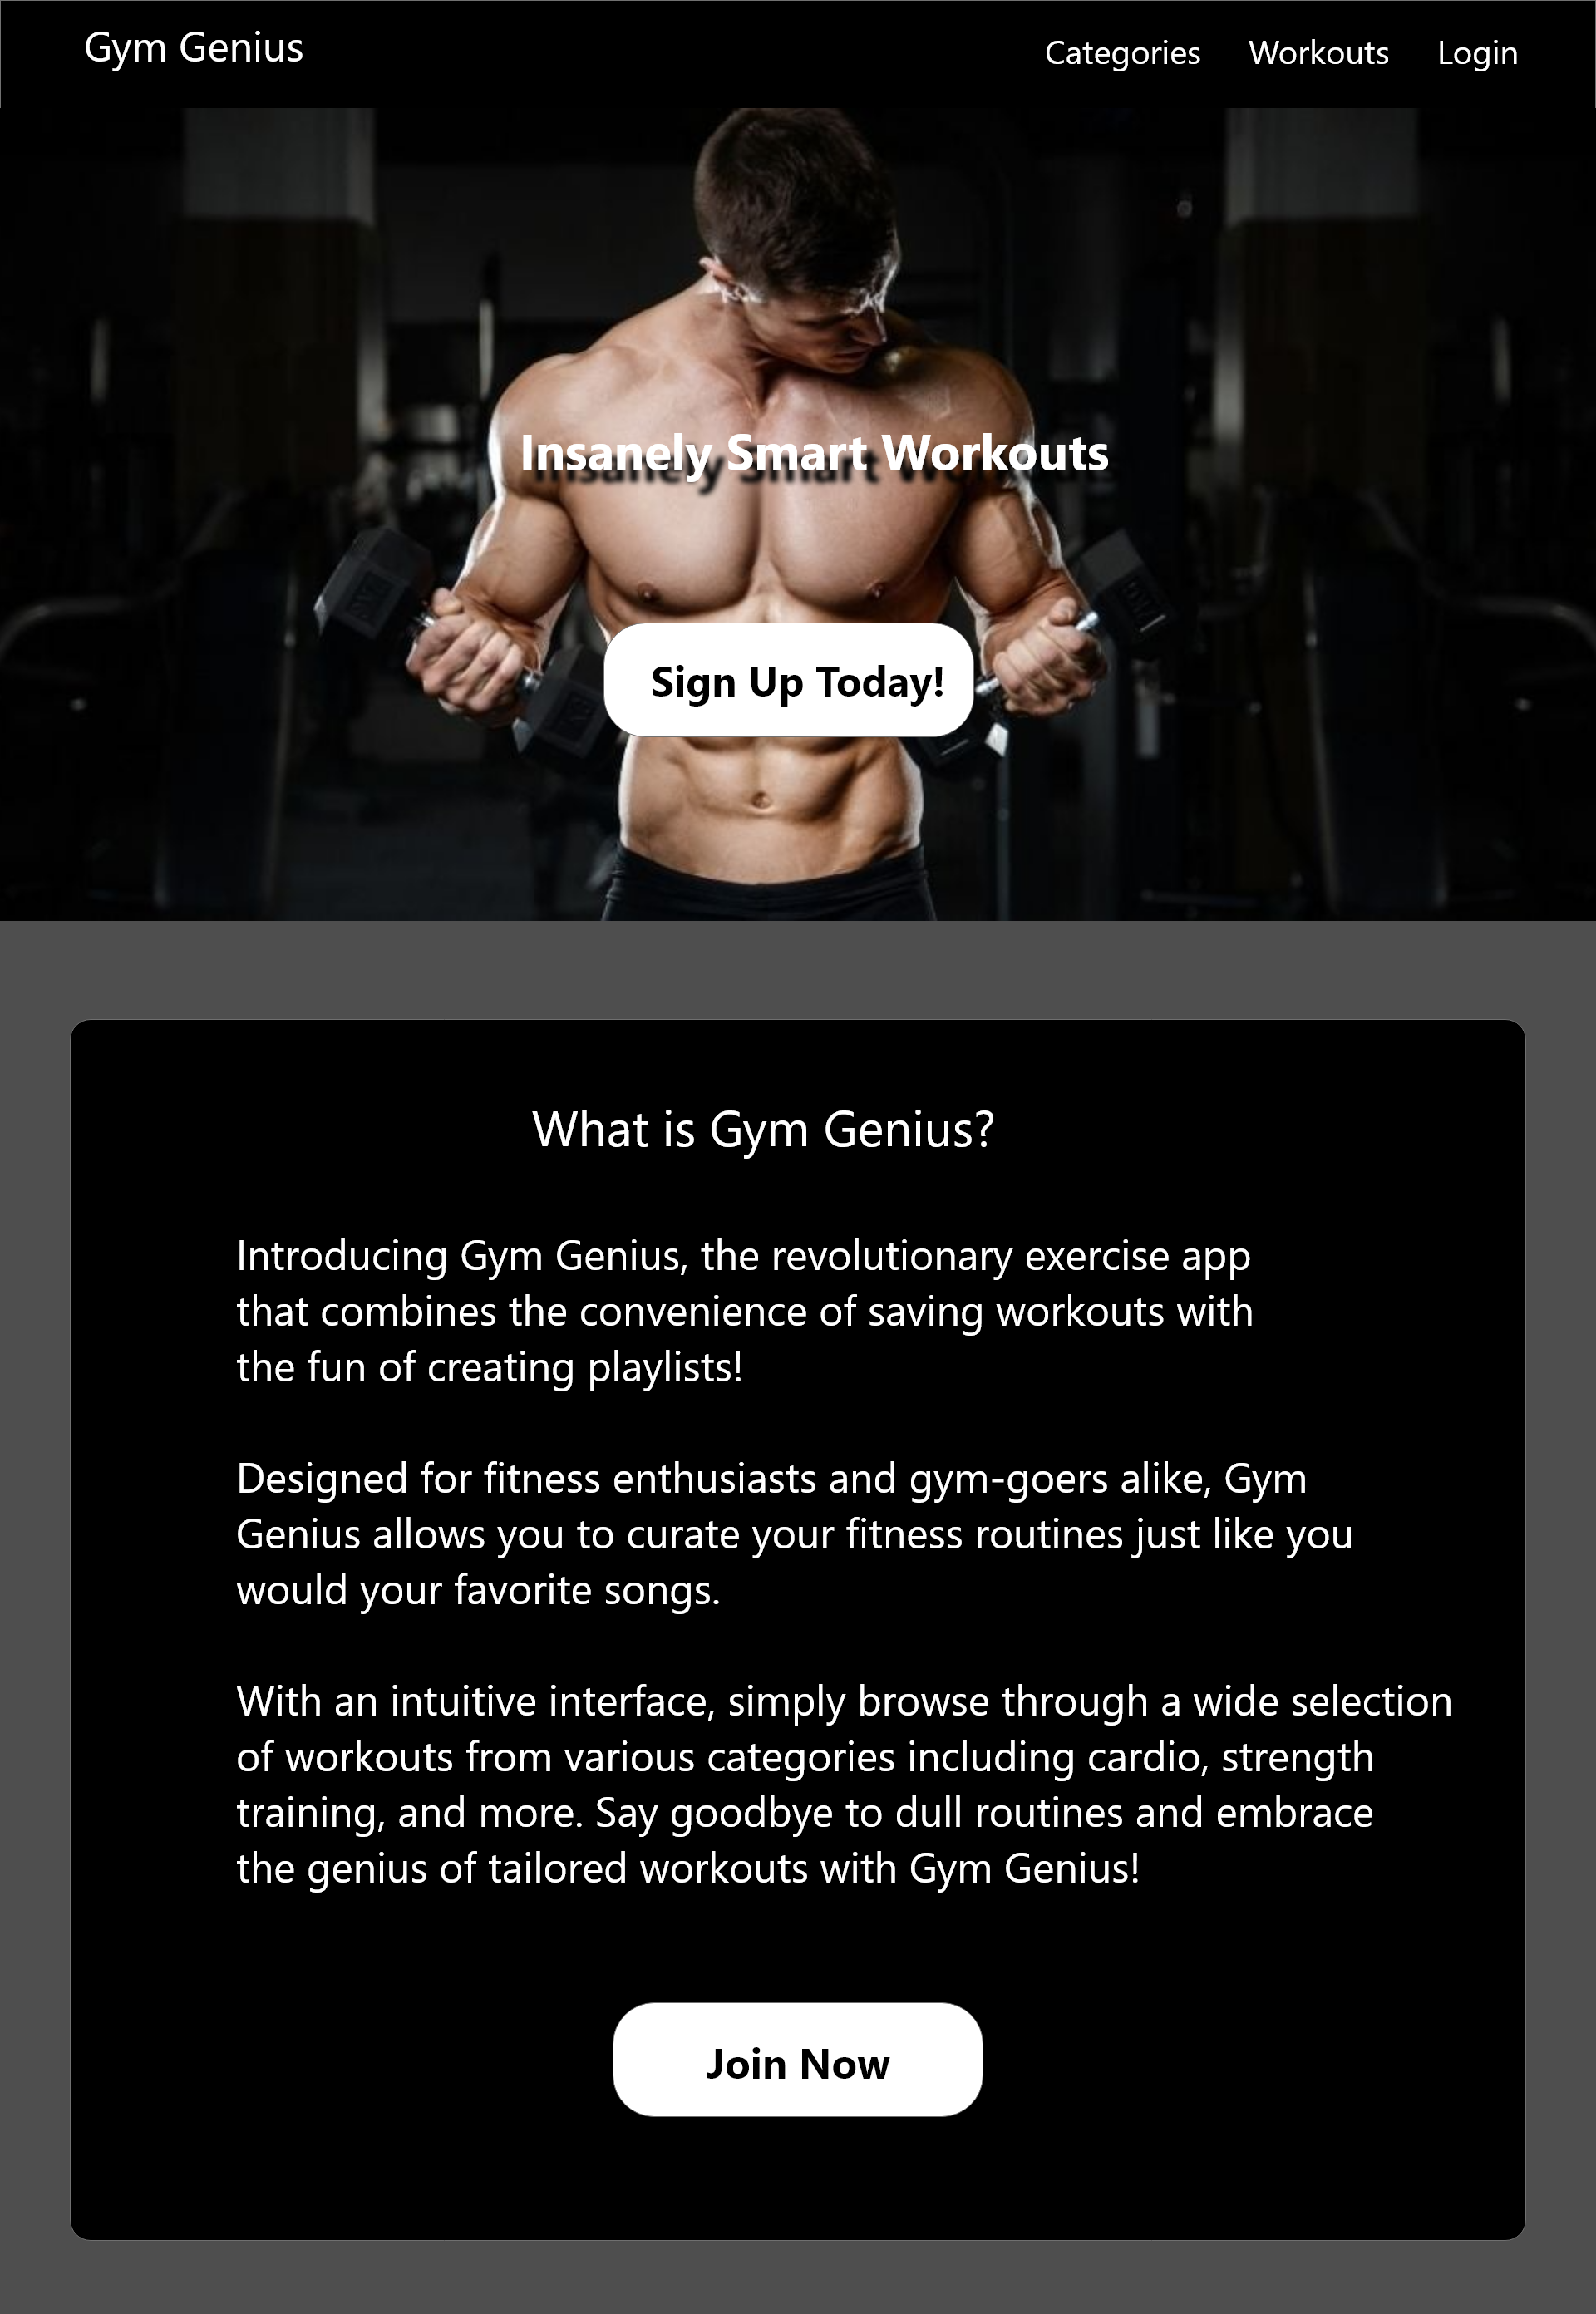 Gym Genius
Categories Workouts Login
Insanely Smart Workouts
Sign Up Today!
What is Gym Genius?
Introducing Gym Genius, the revolutionary exercise app
that combines the convenience of saving workouts with
the fun of creating playlists!
Designed for fitness enthusiasts and gym-goers alike, Gym
Genius allows you to curate your fitness routines just like you
would your favorite songs.
With an intuitive interface, simply browse through a wide selection
of workouts from various categories including cardio, strength
training, and more. Say goodbye to dull routines and embrace
the genius of tailored workouts with Gym Genius!
Join Now